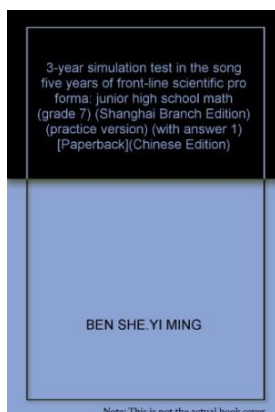 3-year simulation test in the song
five years of front-line scientific pro
forma: junior high school math
(grade 7) (Shanghai Branch Edition)
(practice version) (with answer 1)
[Paperback](Chinese Edition)
BEN SHE.YI MING
Note: This is not the actual book cover